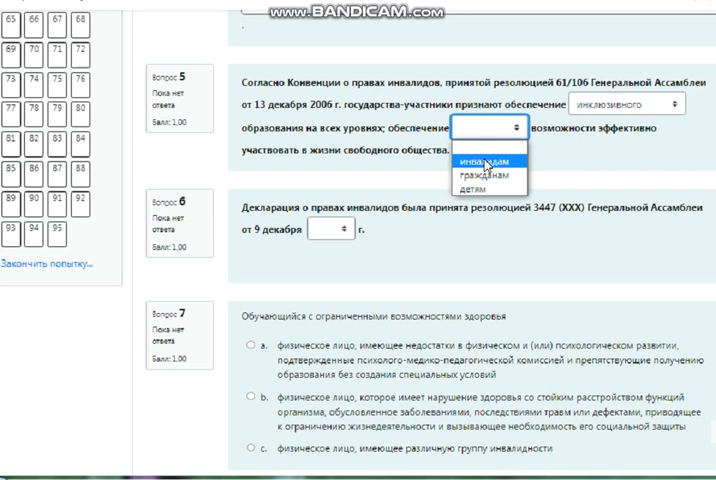 www.BANDICAM.com
65 66 67 68
69 70 71 72
73 74 75 76
77 78 79 80
81 82 83 84
85 86 87 88
89 90 91 92
93 94 95
Закончить попытку...
Вопрос 5
Пока нет
ответа
Балл: 1,00
Согласно Конвенции о правах инвалидов, принятой резолюцией 61/106 Генеральной Ассамблеи
от 13 декабря 2006 г. государства-участники признают обеспечение инклюзивного
образования на всех уровнях; обеспечение возможности эффективно
участвовать в жизни свободного общества.
инвалидам
гражданам
детям
Вопрос 6
Пока нет
ответа
Балл: 1,00
Декларация о правах инвалидов была принята резолюцией 3447 (XXX) Генеральной Ассамблеи
от 9 декабря г.
Вопрос 7
Пока нет
ответа
Балл: 1,00
Обучающийся с ограниченными возможностями здоровья
a. физическое лицо, имеющее недостатки в физическом и (или) психологическом развитии,
подтвержденные психолого-медико-педагогической комиссией и препятствующие получению
образования без создания специальных условий
b. физическое лицо, которое имеет нарушение здоровья со стойким расстройством функций
организма, обусловленное заболеваниями, последствиями травм или дефектами, приводящее
к ограничению жизнедеятельности и вызывающее необходимость его социальной защиты
c. физическое лицо, имеющее различную группу инвалидности